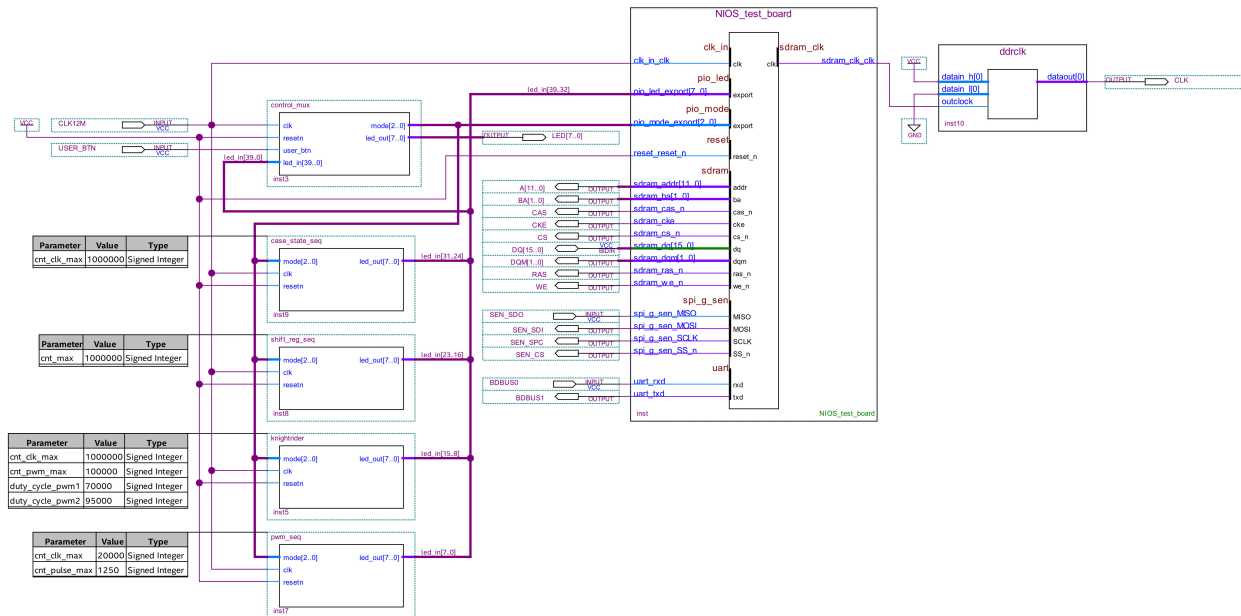 NIOS_test_board
clk_in
clk
sdram_clk
clk
clk_in_clk
sdram_clk_clk
pio_led
led_in[39..32]
pio_led_export[7..0]
export
pio_mode
pio_mode_export[2..0]
export
reset
reset_reset_n
reset_n
sdram
A[11..0] OUTPUT sdram_addr[11..0] addr
BA[1..0] OUTPUT sdram_ba[1..0] ba
CAS OUTPUT sdram_cas_n cas_n
CKE OUTPUT sdram_cke cke
CS OUTPUT sdram_cs_n cs_n
DQ[15..0] VCC BIDIR sdram_dq[15..0] dq
DQM[1..0] OUTPUT sdram_dqm[1..0] dqm
RAS OUTPUT sdram_ras_n ras_n
WE OUTPUT sdram_we_n we_n
spi_g_sen
SEN_SDO INPUT VCC spi_g_sen_MISO MISO
SEN_SDI OUTPUT spi_g_sen_MOSI MOSI
SEN_SPC OUTPUT spi_g_sen_SCLK SCLK
SEN_CS OUTPUT spi_g_sen_SS_n SS_n
uart
BDBUS0 INPUT VCC uart_rxd rxd
BDBUS1 OUTPUT uart_txd txd
inst
NIOS_test_board
ddrclk
VCC
datain_h[0]
dataout[0]
datain_l[0]
outclock
GND
inst10
OUTPUT CLK
VCC
CLK12M INPUT VCC
USER_BTN INPUT VCC
control_mux
clk
mode[2..0]
resetn
led_out[7..0]
user_btn
led_in[39..0]
led_in[39..0]
inst3
OUTPUT LED[7..0]
Parameter Value Type
cnt_clk_max 1000000 Signed Integer
case_state_seq
mode[2..0] led_out[7..0]
clk
resetn
inst9
led_in[31..24]
Parameter Value Type
cnt_max 1000000 Signed Integer
shift_reg_seq
mode[2..0] led_out[7..0]
clk
resetn
inst8
led_in[23..16]
Parameter Value Type
cnt_clk_max 1000000 Signed Integer
cnt_pwm_max 100000 Signed Integer
duty_cycle_pwm1 70000 Signed Integer
duty_cycle_pwm2 95000 Signed Integer
knightrider
mode[2..0] led_out[7..0]
clk
resetn
inst5
led_in[15..8]
Parameter Value Type
cnt_clk_max 20000 Signed Integer
cnt_pulse_max 1250 Signed Integer
pwm_seq
mode[2..0] led_out[7..0]
clk
resetn
inst7
led_in[7..0]